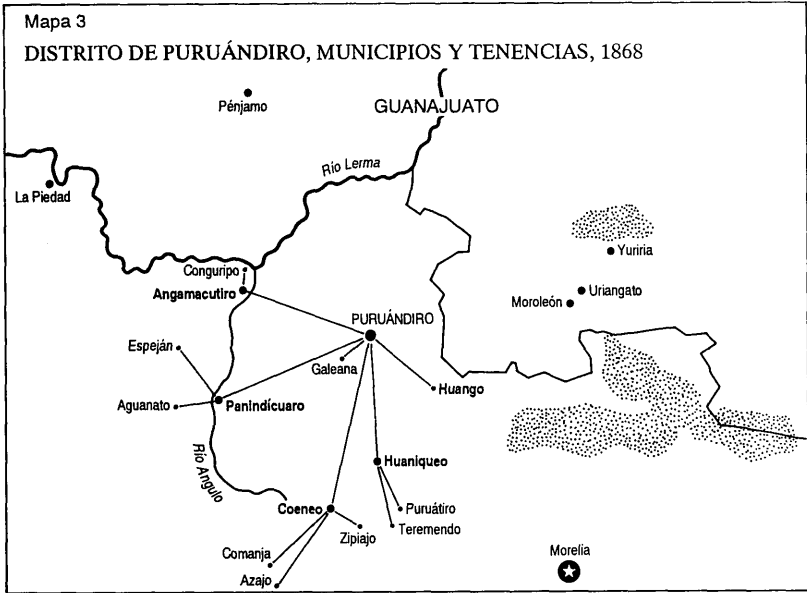 Mapa 3
DISTRITO DE PURUÁNDIRO, MUNICIPIOS Y TENENCIAS, 1868
Pénjamo
GUANAJUATO
Río Lerma
La Piedad
Yuriria
Conguripo
Angamacutiro
Uriangato
Moroleón
PURUÁNDIRO
Espeján
Galeana
Huango
Aguanato
Panindícuaro
Río Angulo
Huaniqueo
Coeneo
Puruátiro
Teremendo
Zipiajo
Comanja
Azajo
Morelia